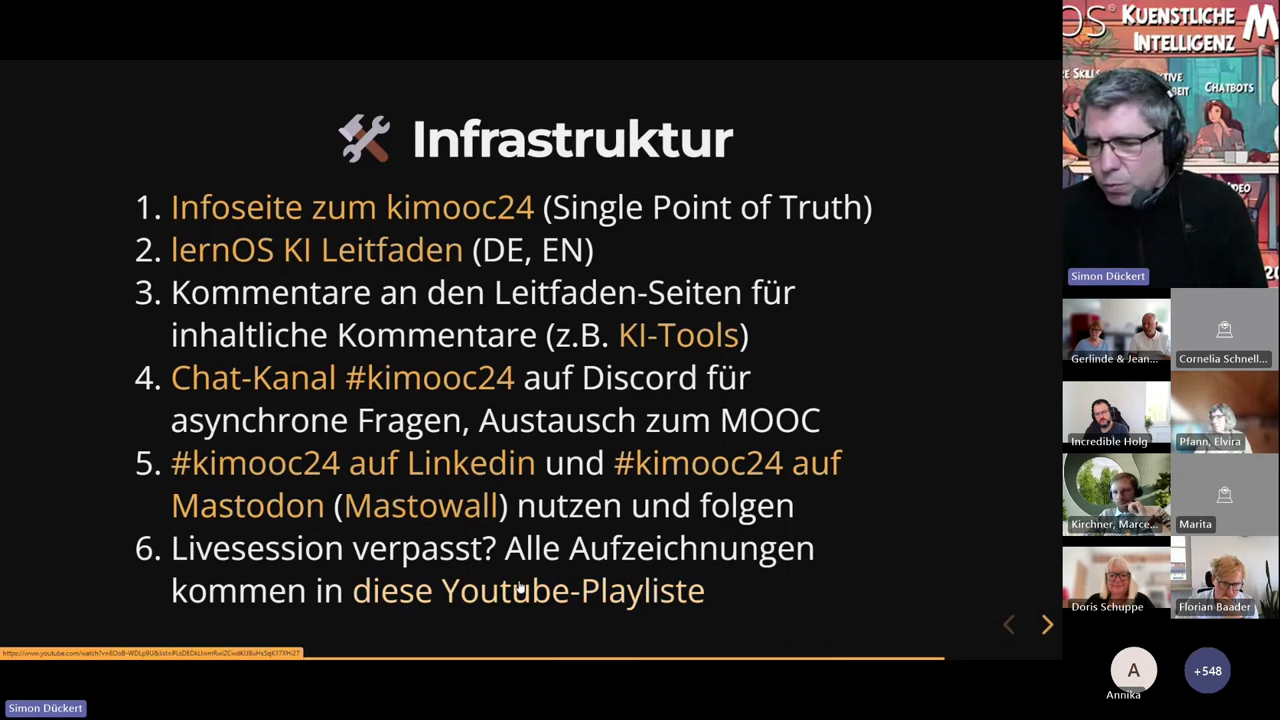 Infrastruktur
1. Infoseite zum kimooc24 (Single Point of Truth)
2. lernOS KI Leitfaden (DE, EN)
3. Kommentare an den Leitfaden-Seiten für
inhaltliche Kommentare (z.B. KI-Tools)
4. Chat-Kanal #kimooc24 auf Discord für
asynchrone Fragen, Austausch zum MOOC
5. #kimooc24 auf Linkedin und #kimooc24 auf
Mastodon (Mastowall) nutzen und folgen
6. Livesession verpasst? Alle Aufzeichnungen
kommen in diese Youtube-Playliste
Simon Dückert
OS® KUENSTLICHE M
INTELLIGENZ
SKILLS
CHATBOTS
Simon Dückert
Gerlinde & Jean...
Cornelia Schnell...
Incredible Holg
Pfann, Elvira
Kirchner, Marce...
Marita
Doris Schuppe
Florian Baader
A
Annika
+548